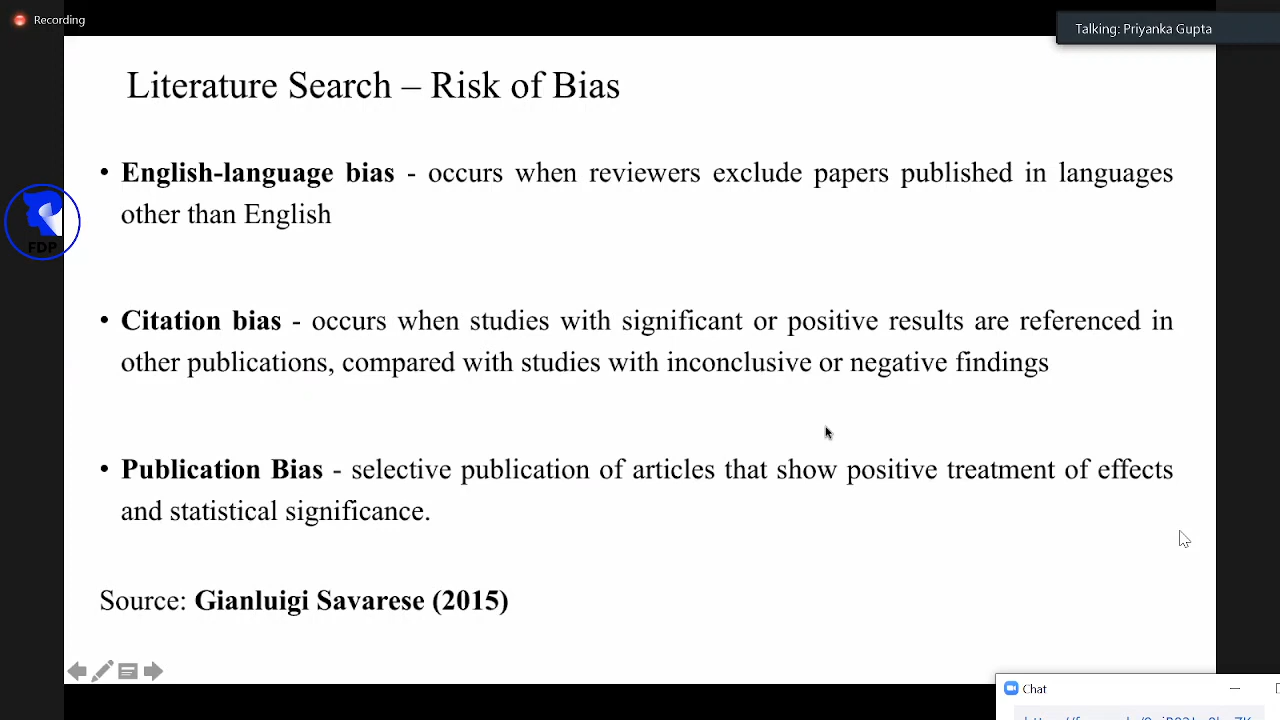 Recording
Talking: Priyanka Gupta
Literature Search – Risk of Bias
• English-language bias - occurs when reviewers exclude papers published in languages
other than English
FDP
• Citation bias - occurs when studies with significant or positive results are referenced in
other publications, compared with studies with inconclusive or negative findings
• Publication Bias - selective publication of articles that show positive treatment of effects
and statistical significance.
Source: Gianluigi Savarese (2015)
Chat